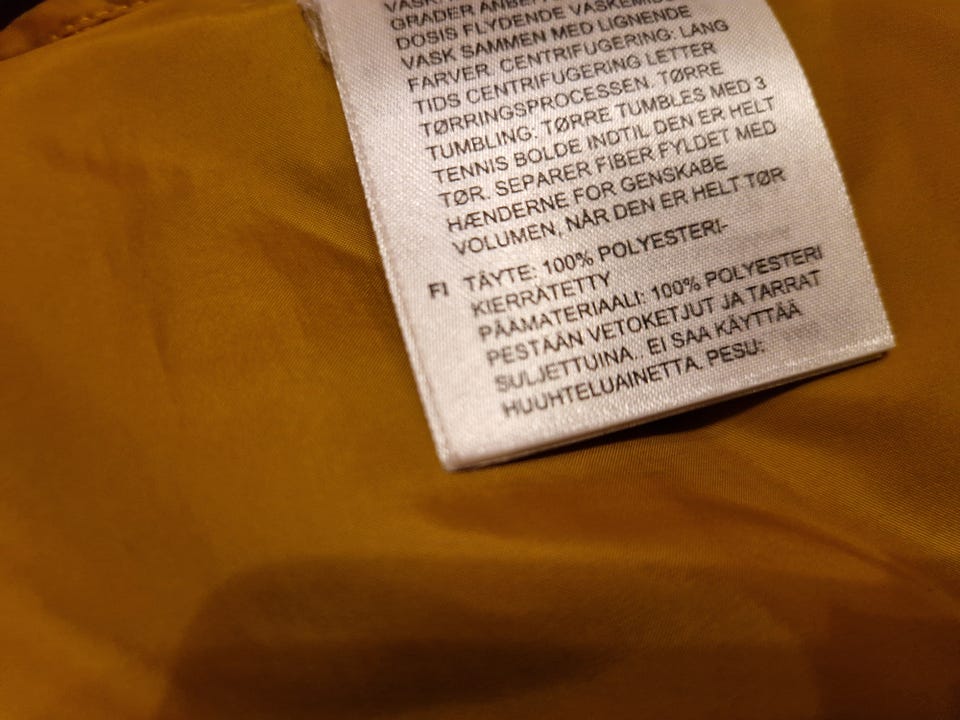 VASK.
GRADER
DOSIS FLYDENDE
VASK SAMMEN MED LIGNENDE
FARVER. CENTRIFUGERING: LANG
TIDS CENTRIFUGERING LETTER
TØRRINGSPROCESSEN. TØRRE
TUMBLING: TØRRE TUMBLES MED 3
TENNIS BOLDE INDTIL DEN ER HELT
TØR. SEPARER FIBER FYLDET MED
HÆNDERNE FOR GENSKABE
VOLUMEN, NÅR DEN ER HELT TØR
FI TÄYTE: 100% POLYESTERI-
KIERRÄTETTY
PÄÄMATERIAALI: 100% POLYESTERI
PESTÄÄN VETOKETJUT JA TARRAT
SULJETTUINA.. EI SAA KÄYTTÄÄ
HUUHTELUAINETTA. PESU: